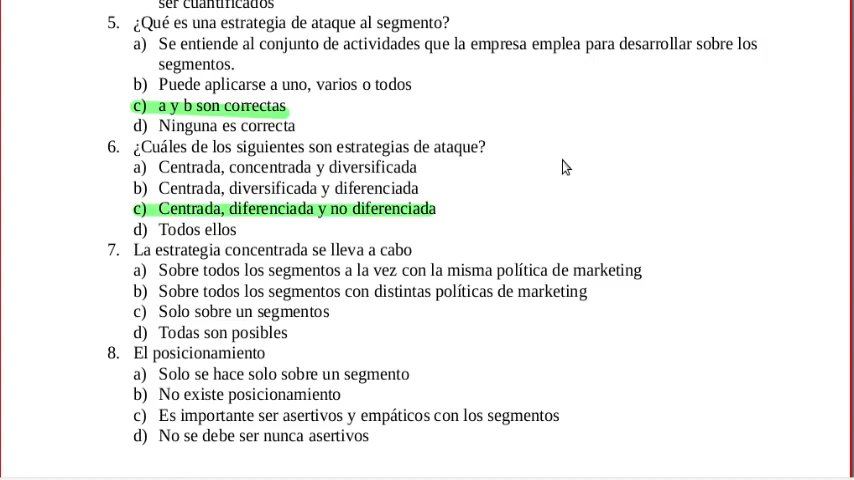 ser cuantificados
5. ¿Qué es una estrategia de ataque al segmento?
a) Se entiende al conjunto de actividades que la empresa emplea para desarrollar sobre los
segmentos.
b) Puede aplicarse a uno, varios o todos
c) a y b son correctas
d) Ninguna es correcta
6. ¿Cuáles de los siguientes son estrategias de ataque?
a) Centrada, concentrada y diversificada
b) Centrada, diversificada y diferenciada
c) Centrada, diferenciada y no diferenciada
d) Todos ellos
7. La estrategia concentrada se lleva a cabo
a) Sobre todos los segmentos a la vez con la misma política de marketing
b) Sobre todos los segmentos con distintas políticas de marketing
c) Solo sobre un segmentos
d) Todas son posibles
8. El posicionamiento
a) Solo se hace solo sobre un segmento
b) No existe posicionamiento
c) Es importante ser asertivos y empáticos con los segmentos
d) No se debe ser nunca asertivos